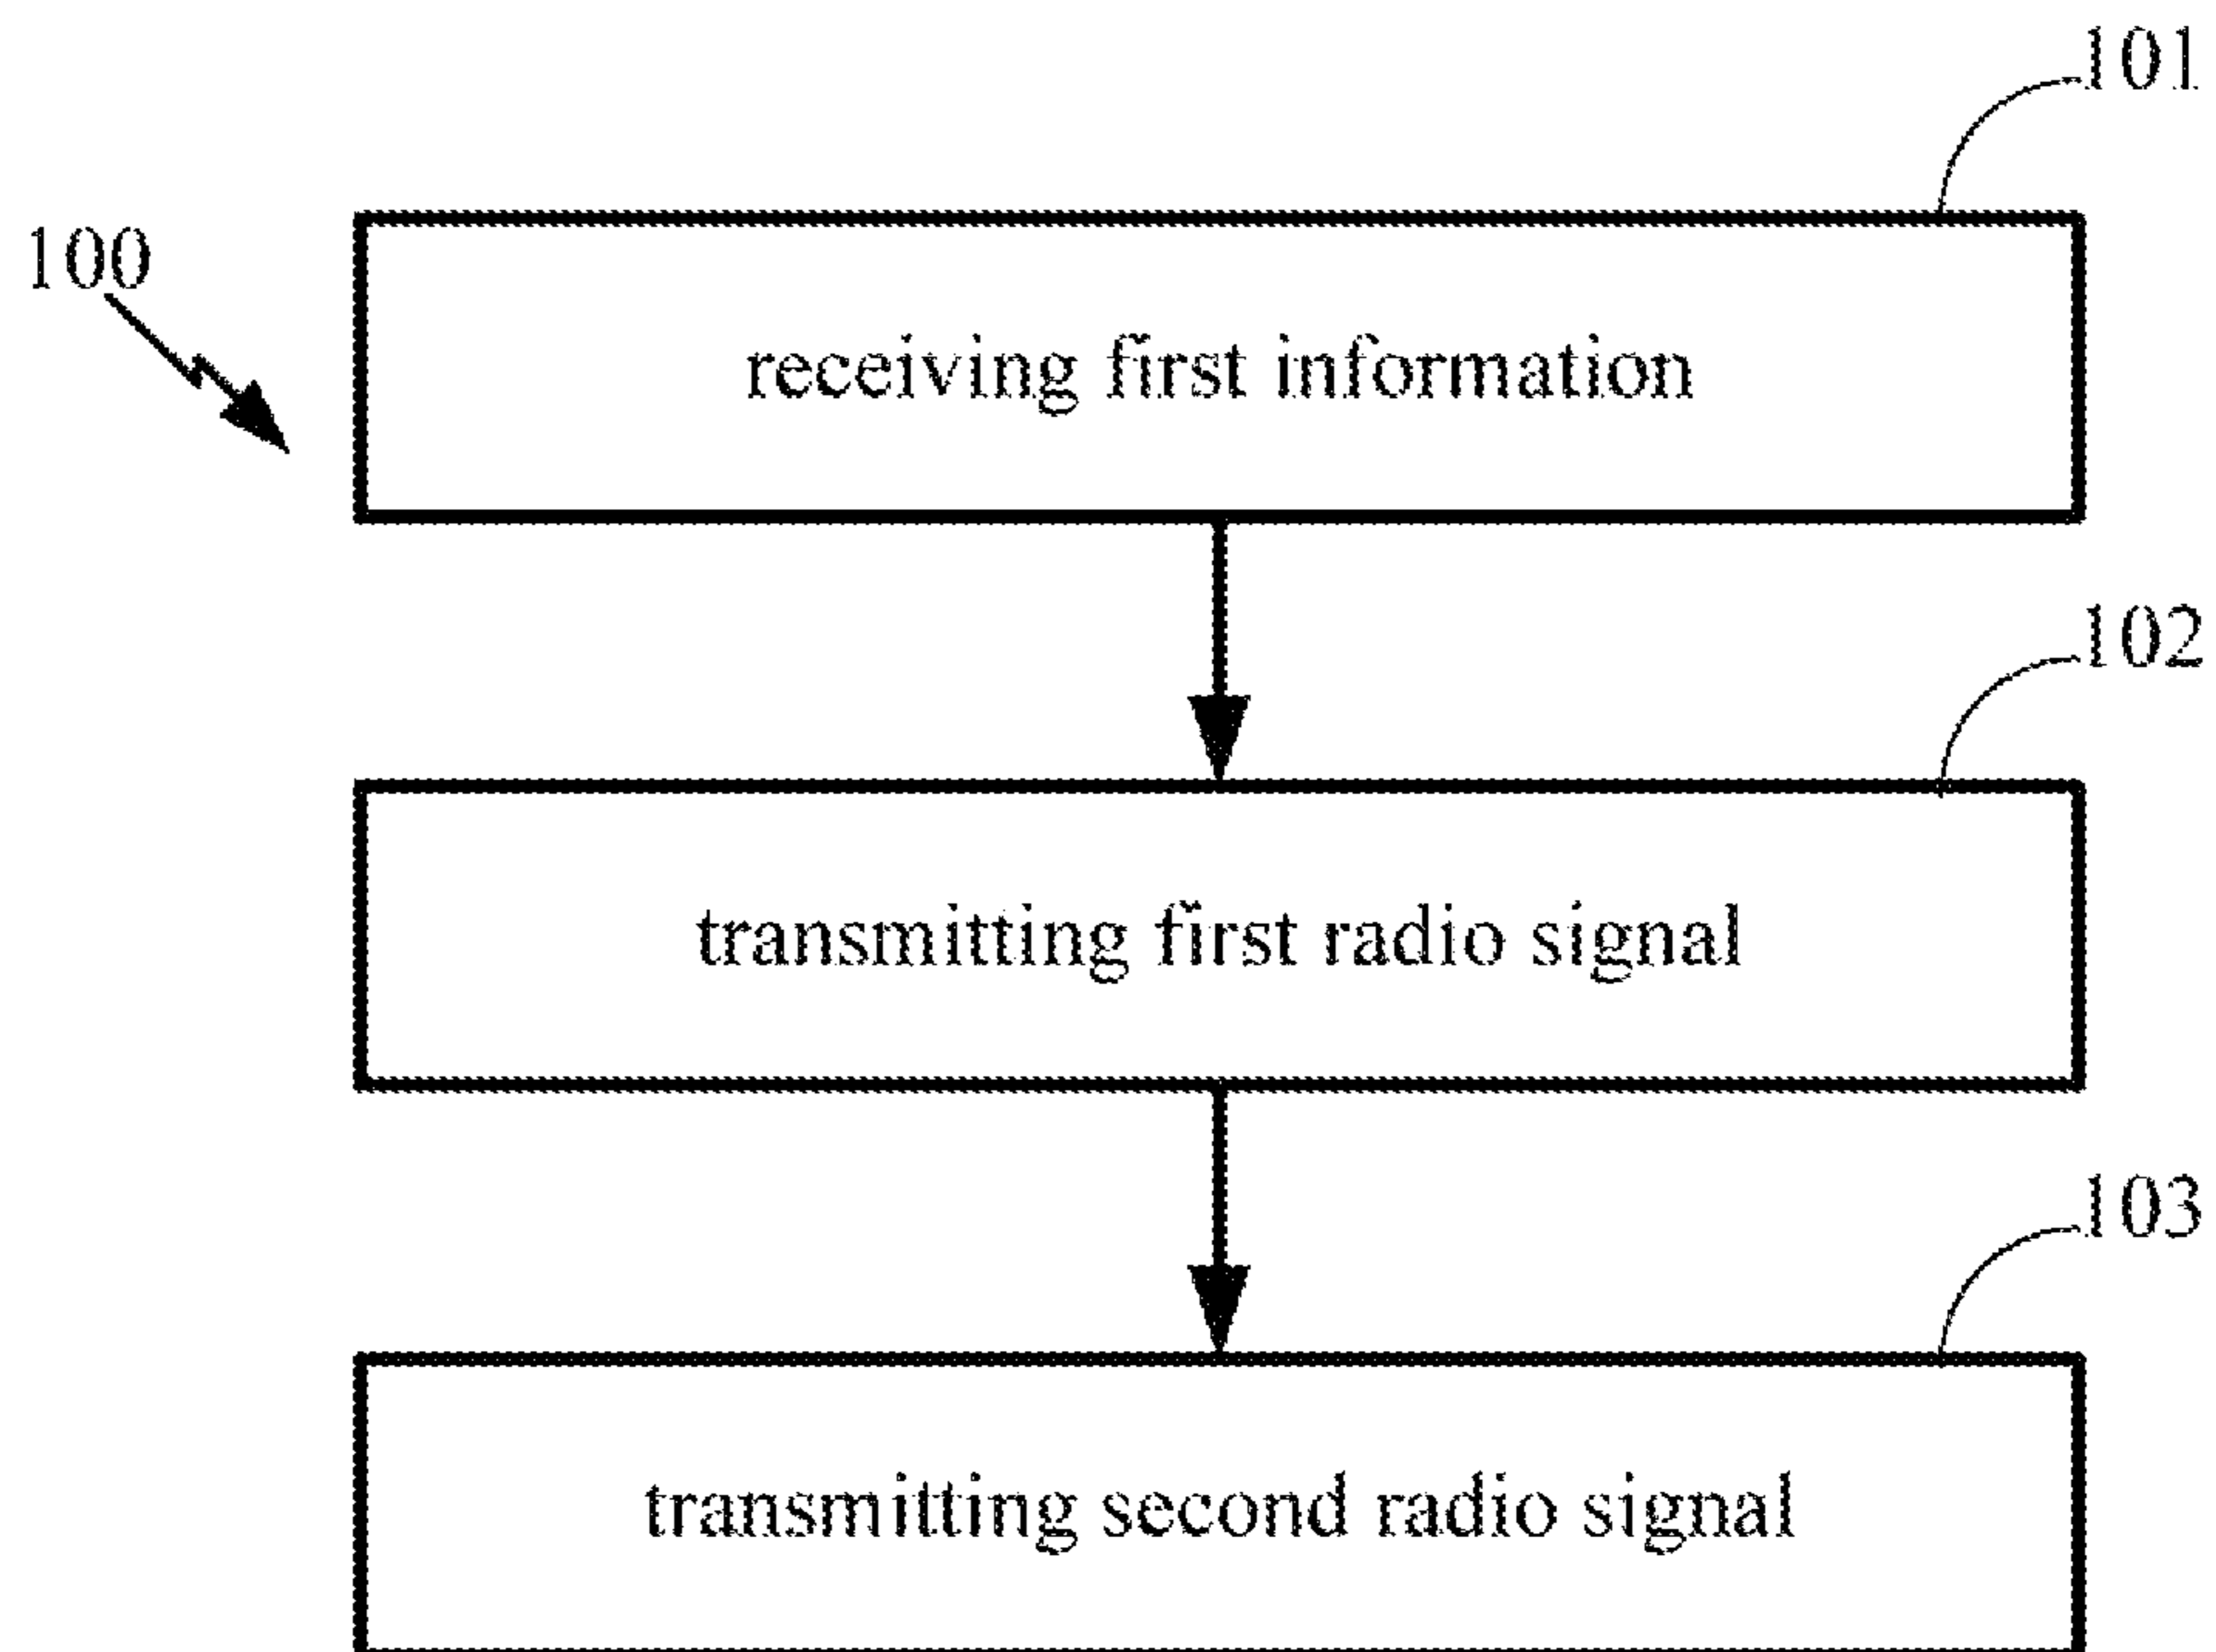 101
100
receiving first information
102
transmitting first radio signal
103
transmitting second radio signal